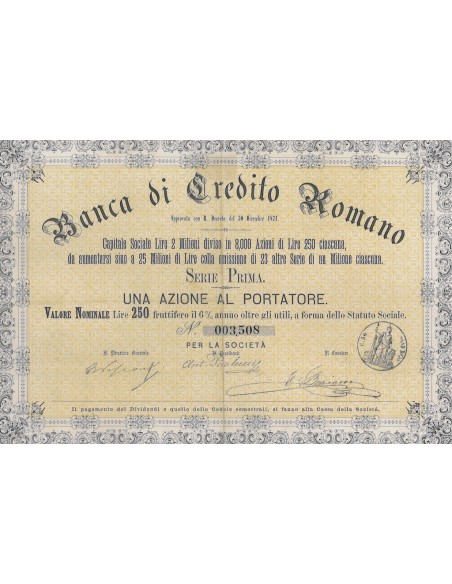 Banca di Credito Romano
Approvata con R. Decreto del 30 Dicembre 1871.
Capitale Sociale Lire 2 Milioni diviso in 8,000 Azioni di Lire 250 ciascuna,
da aumentarsi sino a 25 Milioni di Lire colla emissione di 23 altre Serie di un Milione ciascuna.
SERIE PRIMA.
UNA AZIONE AL PORTATORE.
VALORE NOMINALE Lire 250 fruttifero il 6% annuo oltre gli utili, a forma dello Statuto Sociale.
N.° 003,508
PER LA SOCIETÀ
Il Direttore Generale Il Presidente Il Cassiere
Il pagamento dei Dividendi e quello delle Cedole semestrali, si fanno alla Cassa della Società.